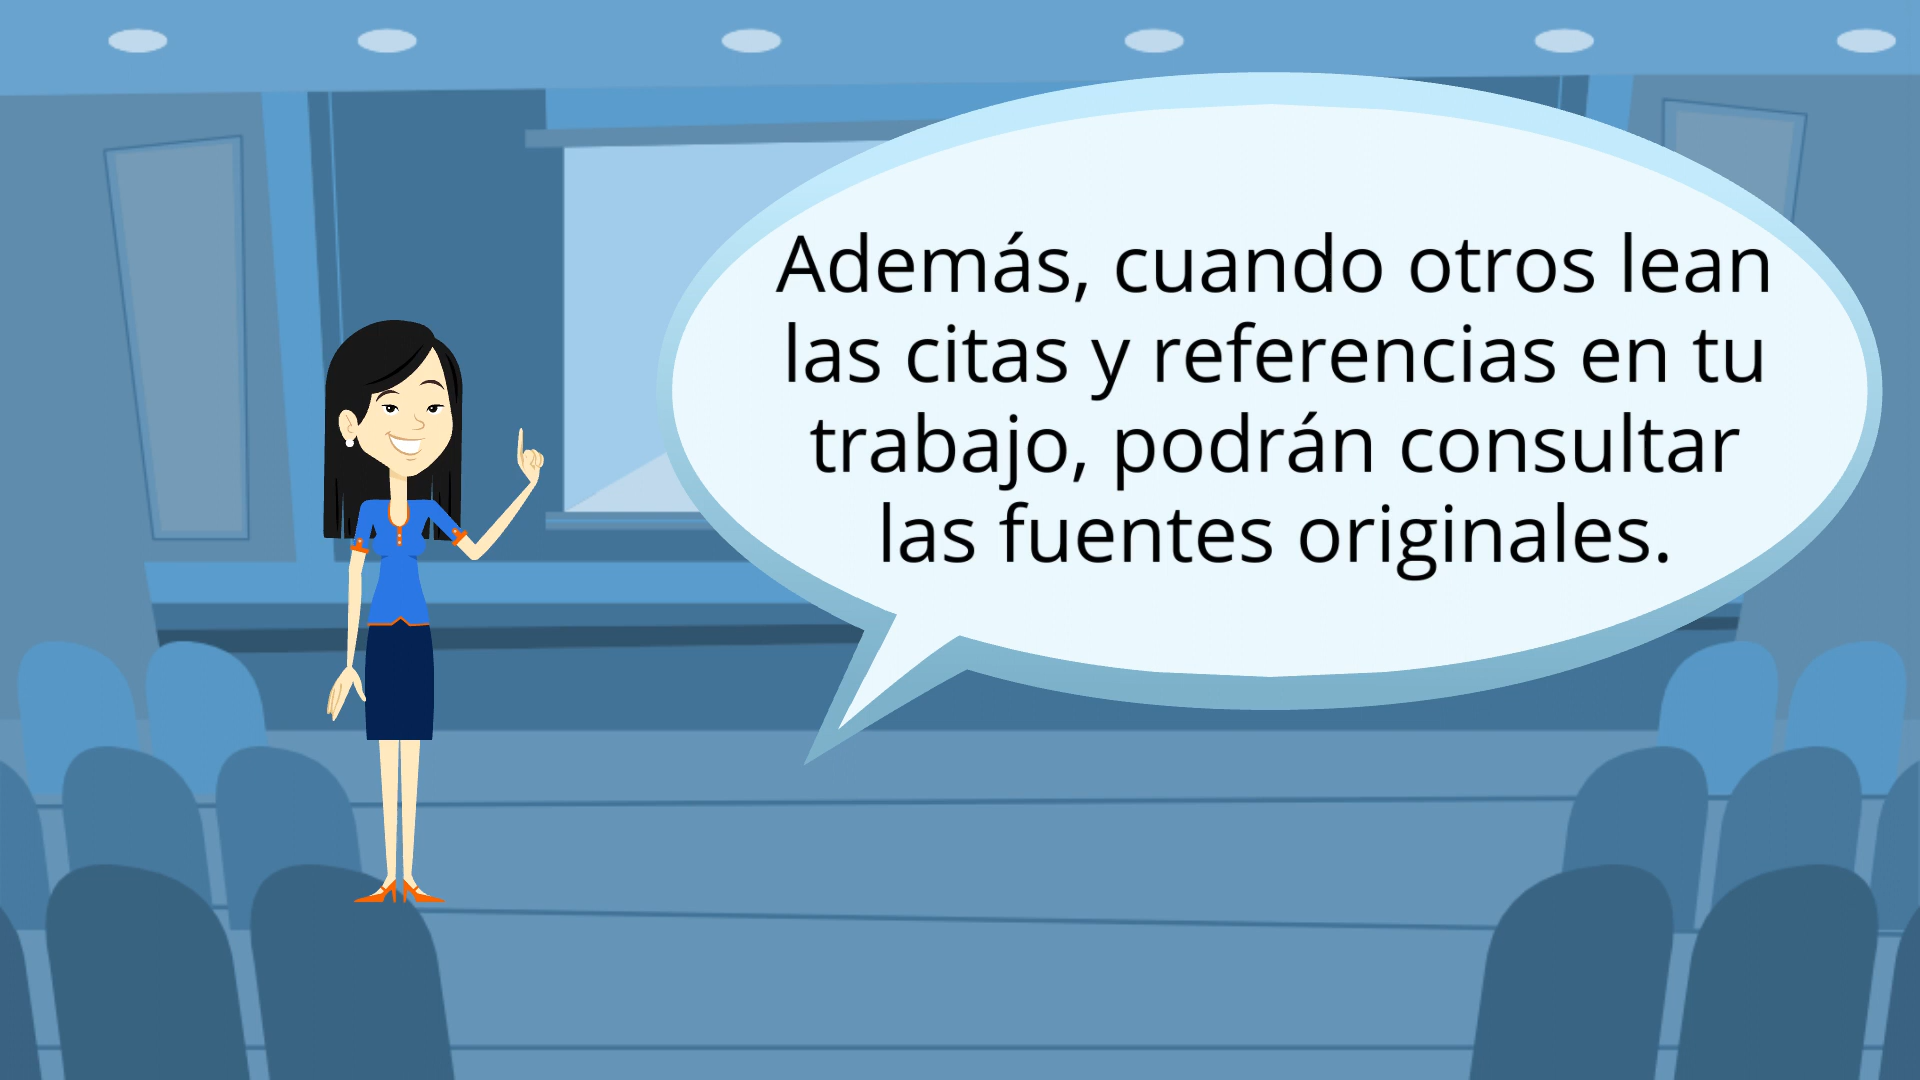 Además, cuando otros lean
las citas y referencias en tu
trabajo, podrán consultar
las fuentes originales.